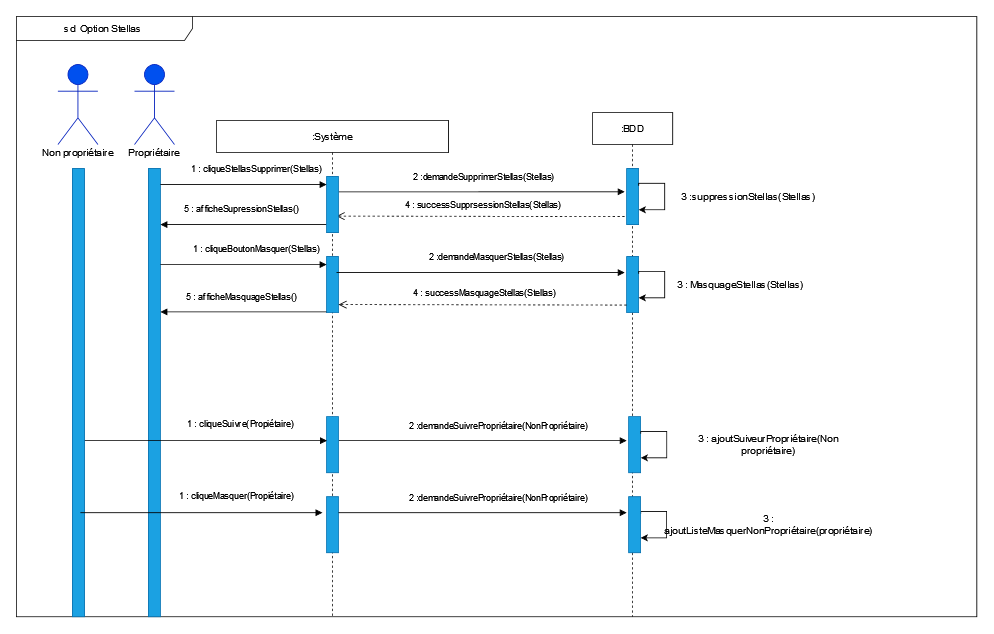 sd Option Stellas
Non propriétaire
Propriétaire
:Système
:BDD
1 : cliqueStellasSupprimer(Stellas)
2 :demandeSupprimerStellas(Stellas)
3 :suppressionStellas(Stellas)
4 : successSupprsessionStellas(Stellas)
5 : afficheSupressionStellas()
1 : cliqueBoutonMasquer(Stellas)
2 :demandeMasquerStellas(Stellas)
3 : MasquageStellas(Stellas)
4 : successMasquageStellas(Stellas)
5 : afficheMasquageStellas()
1 : cliqueSuivre(Propiétaire)
2 :demandeSuivrePropriétaire(NonPropriétaire)
3 : ajoutSuiveurPropriétaire(Non
propriétaire)
1 : cliqueMasquer(Propiétaire)
2 :demandeSuivrePropriétaire(NonPropriétaire)
3 :
ajoutListeMasquerNonPropriétaire(propriétaire)